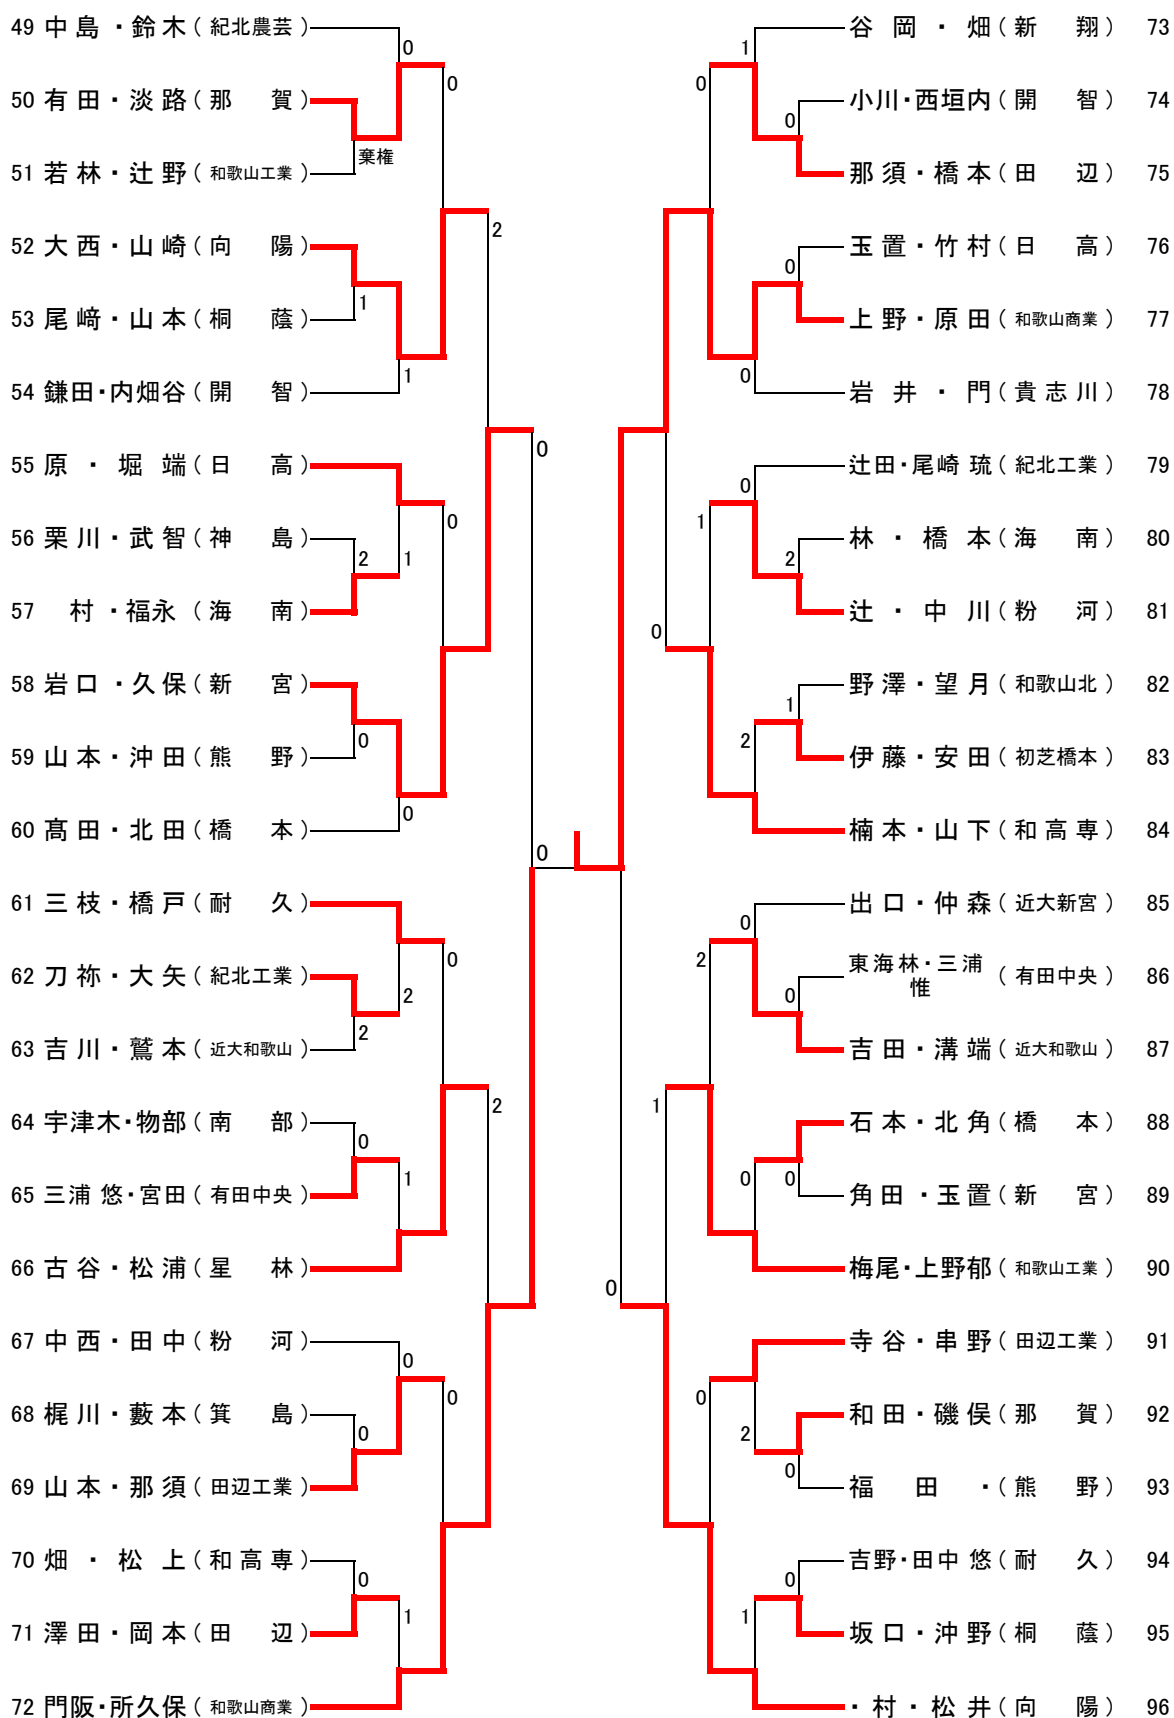 49 中島・鈴木（紀北農芸）
0
50 有田・淡路（那　賀）
0
棄権
51 若林・辻野（和歌山工業）
52 大西・山崎（向　陽）
2
53 尾﨑・山本（桐　蔭）
1
54 鎌田・内畑谷（開　智）
1
55 原・堀端（日　高）
0
0
56 栗川・武智（神　島）
2
1
57 　村・福永（海　南）
58 岩口・久保（新　宮）
59 山本・沖田（熊　野）
0
60 髙田・北田（橋　本）
0
0
61 三枝・橋戸（耐　久）
0
62 刀祢・大矢（紀北工業）
2
63 吉川・鷲本（近大和歌山）
2
64 宇津木・物部（南　部）
2
0
65 三浦 悠・宮田（有田中央）
1
66 古谷・松浦（星　林）
67 中西・田中（粉　河）
0
68 梶川・藪本（箕　島）
0
0
69 山本・那須（田辺工業）
70 畑・松上（和高専）
0
71 澤田・岡本（田　辺）
1
72 門阪・所久保（和歌山商業）
谷岡・畑（新　翔） 73
1
0
小川・西垣内（開　智） 74
0
那須・橋本（田　辺） 75
玉置・竹村（日　高） 76
0
上野・原田（和歌山商業） 77
0
岩井・門（貴志川） 78
辻田・尾崎 琉（紀北工業） 79
0
1
林・橋本（海　南） 80
2
辻・中川（粉　河） 81
0
野澤・望月（和歌山北） 82
1
伊藤・安田（初芝橋本） 83
2
楠本・山下（和高専） 84
出口・仲森（近大新宮） 85
0
2
東海林・三浦惟（有田中央） 86
0
吉田・溝端（近大和歌山） 87
1
石本・北角（橋　本） 88
0
0
角田・玉置（新　宮） 89
梅尾・上野郁（和歌山工業） 90
0
寺谷・串野（田辺工業） 91
0
和田・磯俣（那　賀） 92
2
0
福田・（熊　野） 93
吉野・田中 悠（耐　久） 94
0
坂口・沖野（桐　蔭） 95
1
・村・松井（向　陽） 96